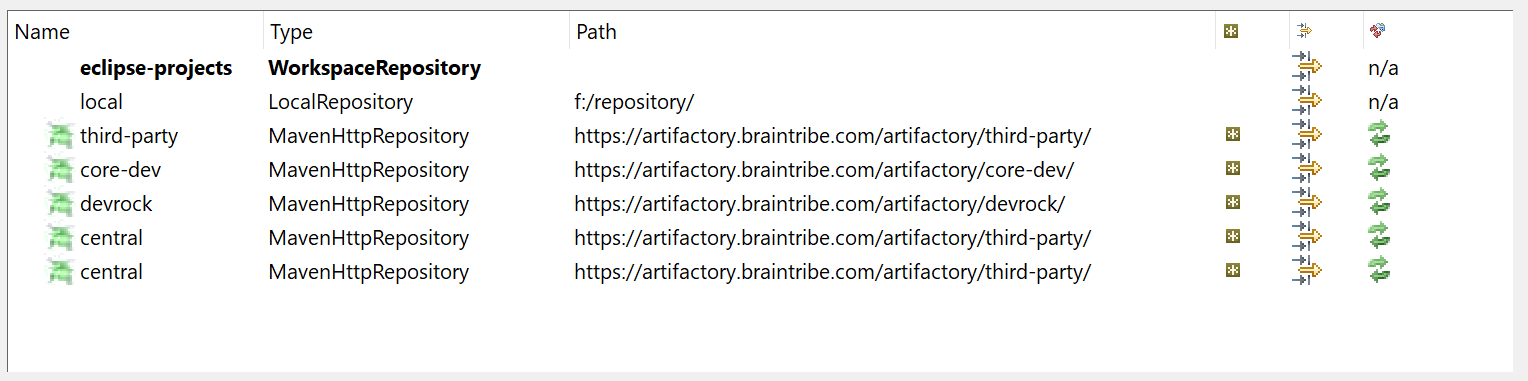 Name Type Path
eclipse-projects WorkspaceRepository n/a
local LocalRepository f:/repository/ n/a
third-party MavenHttpRepository https://artifactory.braintribe.com/artifactory/third-party/
core-dev MavenHttpRepository https://artifactory.braintribe.com/artifactory/core-dev/
devrock MavenHttpRepository https://artifactory.braintribe.com/artifactory/devrock/
central MavenHttpRepository https://artifactory.braintribe.com/artifactory/third-party/
central MavenHttpRepository https://artifactory.braintribe.com/artifactory/third-party/